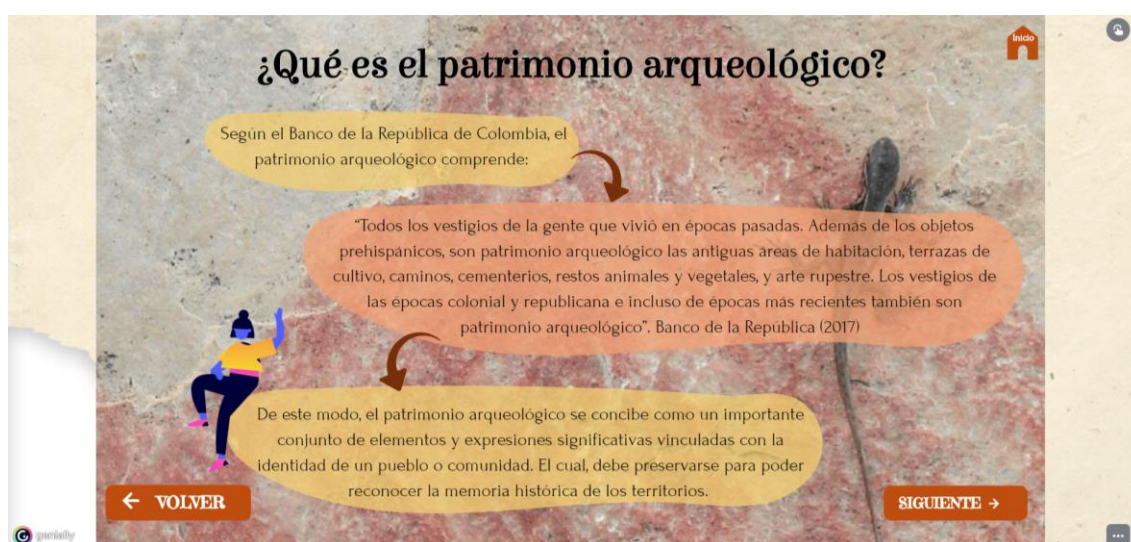 Inicio
¿Qué es el patrimonio arqueológico?
Según el Banco de la República de Colombia, el
patrimonio arqueológico comprende:
“Todos los vestigios de la gente que vivió en épocas pasadas. Además de los objetos
prehispánicos, son patrimonio arqueológico las antiguas áreas de habitación, terrazas de
cultivo, caminos, cementerios, restos animales y vegetales, y arte rupestre. Los vestigios de
las épocas colonial y republicana e incluso de épocas más recientes también son
patrimonio arqueológico”. Banco de la República (2017)
De este modo, el patrimonio arqueológico se concibe como un importante
conjunto de elementos y expresiones significativas vinculadas con la
identidad de un pueblo o comunidad. El cual, debe preservarse para poder
reconocer la memoria histórica de los territorios.
← VOLVER
SIGUIENTE →
genially